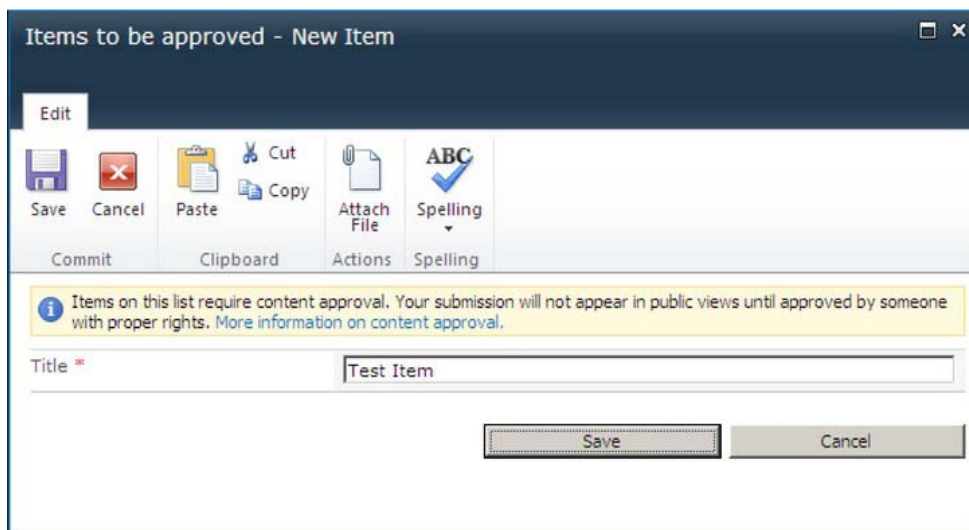 Items to be approved - New Item
Edit
Save
Cancel
Paste
Cut
Copy
Attach
File
ABC
Spelling
Commit
Clipboard
Actions
Spelling
Items on this list require content approval. Your submission will not appear in public views until approved by someone
with proper rights. More information on content approval.
Title *
Test Item
Save
Cancel